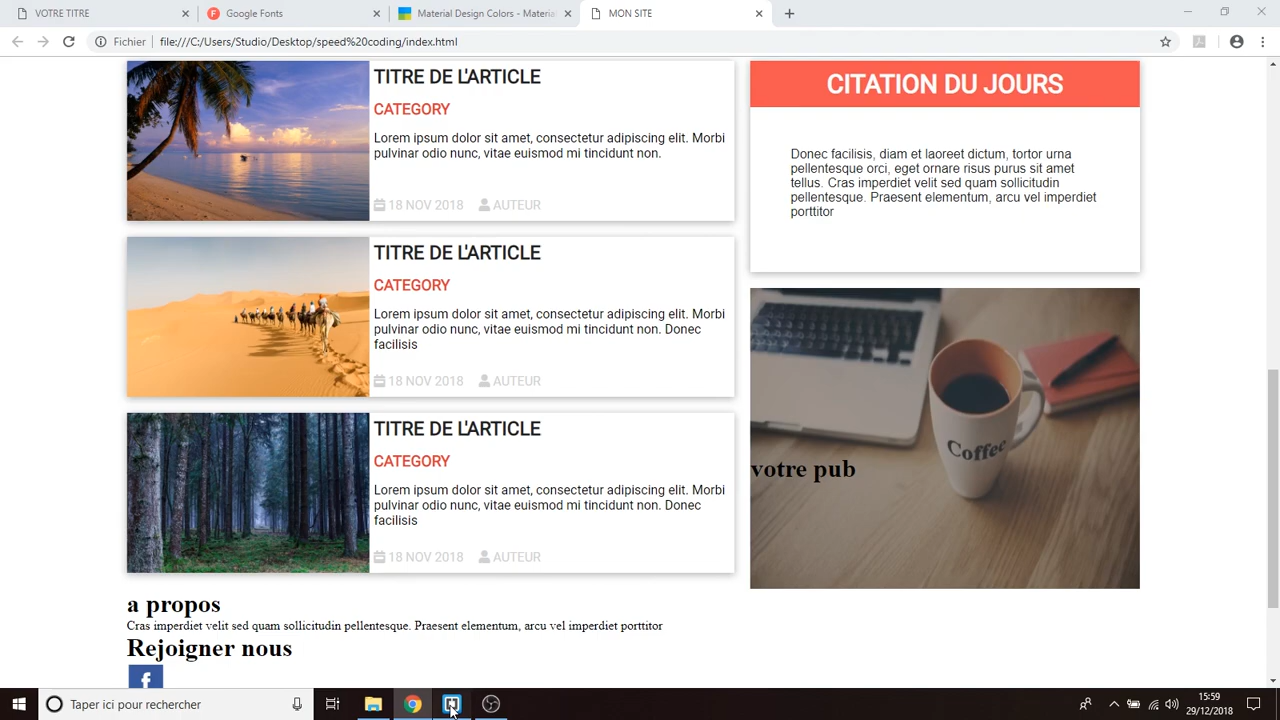 VOTRE TITRE
Google Fonts
Material Design Colors - Materia
MON SITE
Fichier
file:///C:/Users/Studio/Desktop/speed%20coding/index.html
TITRE DE L'ARTICLE
CATEGORY
Lorem ipsum dolor sit amet, consectetur adipiscing elit. Morbi
pulvinar odio nunc, vitae euismod mi tincidunt non.
18 NOV 2018 AUTEUR
TITRE DE L'ARTICLE
CATEGORY
Lorem ipsum dolor sit amet, consectetur adipiscing elit. Morbi
pulvinar odio nunc, vitae euismod mi tincidunt non. Donec
facilisis
18 NOV 2018 AUTEUR
TITRE DE L'ARTICLE
CATEGORY
Lorem ipsum dolor sit amet, consectetur adipiscing elit. Morbi
pulvinar odio nunc, vitae euismod mi tincidunt non. Donec
facilisis
18 NOV 2018 AUTEUR
CITATION DU JOURS
Donec facilisis, diam et laoreet dictum, tortor urna
pellentesque orci, eget ornare risus purus sit amet
tellus. Cras imperdiet velit sed quam sollicitudin
pellentesque. Praesent elementum, arcu vel imperdiet
porttitor
Coffee
votre pub
a propos
Cras imperdiet velit sed quam sollicitudin pellentesque. Praesent elementum, arcu vel imperdiet porttitor
Rejoigner nous
f
Taper ici pour rechercher
15:59
29/12/2018